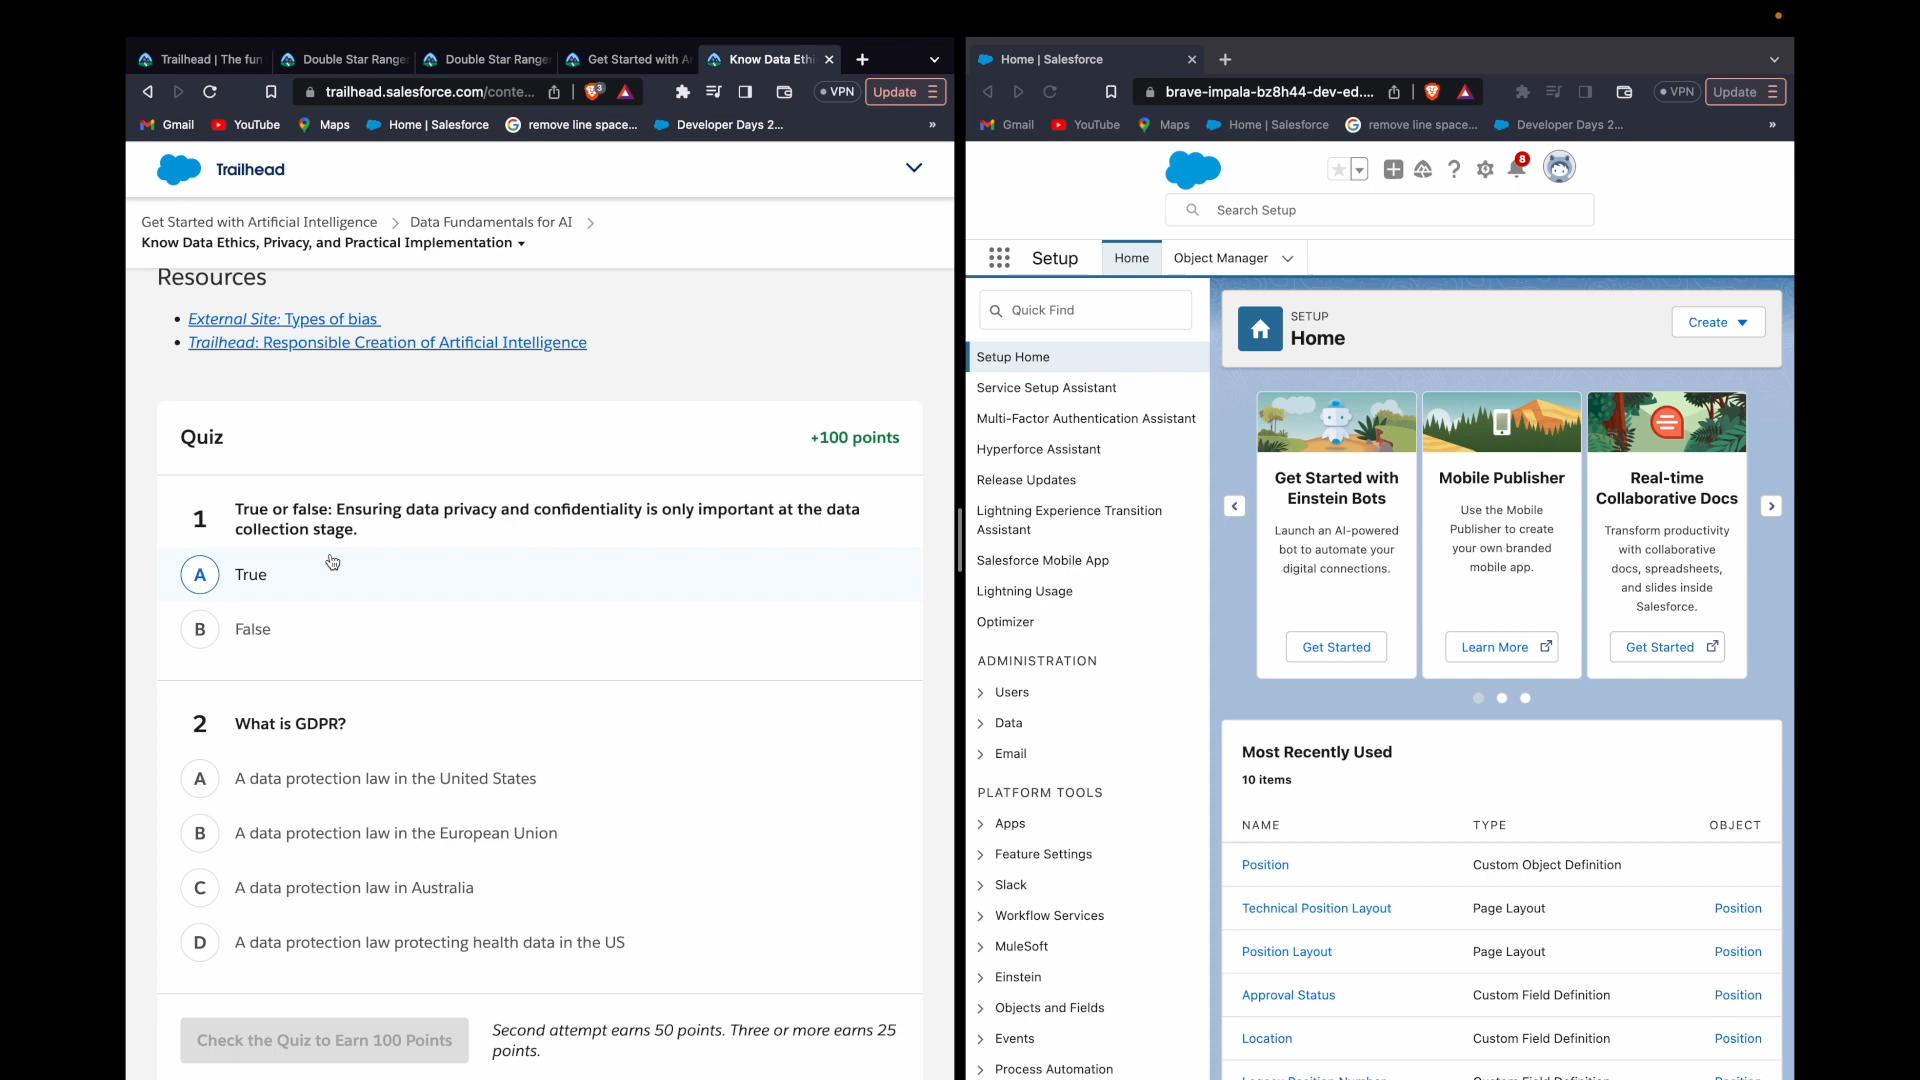 Trailhead | The fun
Double Star Ranger
Double Star Ranger
Get Started with Ar
Know Data Ethi
trailhead.salesforce.com/conte...
3
VPN
Update
Gmail
YouTube
Maps
Home | Salesforce
remove line space...
Developer Days 2...
»
Trailhead
Get Started with Artificial Intelligence > Data Fundamentals for AI >
Know Data Ethics, Privacy, and Practical Implementation
Resources
• External Site: Types of bias
• Trailhead: Responsible Creation of Artificial Intelligence
Quiz
+100 points
1
True or false: Ensuring data privacy and confidentiality is only important at the data
collection stage.
A True
B False
2 What is GDPR?
A A data protection law in the United States
B A data protection law in the European Union
C A data protection law in Australia
D A data protection law protecting health data in the US
Check the Quiz to Earn 100 Points
Second attempt earns 50 points. Three or more earns 25
points.
Home | Salesforce
brave-impala-bz8h44-dev-ed....
VPN
Update
Gmail
YouTube
Maps
Home | Salesforce
remove line space...
Developer Days 2...
»
8
Search Setup
Setup
Home
Object Manager
Quick Find
Setup Home
Service Setup Assistant
Multi-Factor Authentication Assistant
Hyperforce Assistant
Release Updates
Lightning Experience Transition
Assistant
Salesforce Mobile App
Lightning Usage
Optimizer
ADMINISTRATION
Users
Data
Email
PLATFORM TOOLS
Apps
Feature Settings
Slack
Workflow Services
MuleSoft
Einstein
Objects and Fields
Events
Process Automation
SETUP
Home
Create
Get Started with
Einstein Bots
Launch an AI-powered
bot to automate your
digital connections.
Get Started
Mobile Publisher
Use the Mobile
Publisher to create
your own branded
mobile app.
Learn More
Real-time
Collaborative Docs
Transform productivity
with collaborative
docs, spreadsheets,
and slides inside
Salesforce.
Get Started
Most Recently Used
10 items
NAME TYPE OBJECT
Position Custom Object Definition
Technical Position Layout Page Layout Position
Position Layout Page Layout Position
Approval Status Custom Field Definition Position
Location Custom Field Definition Position